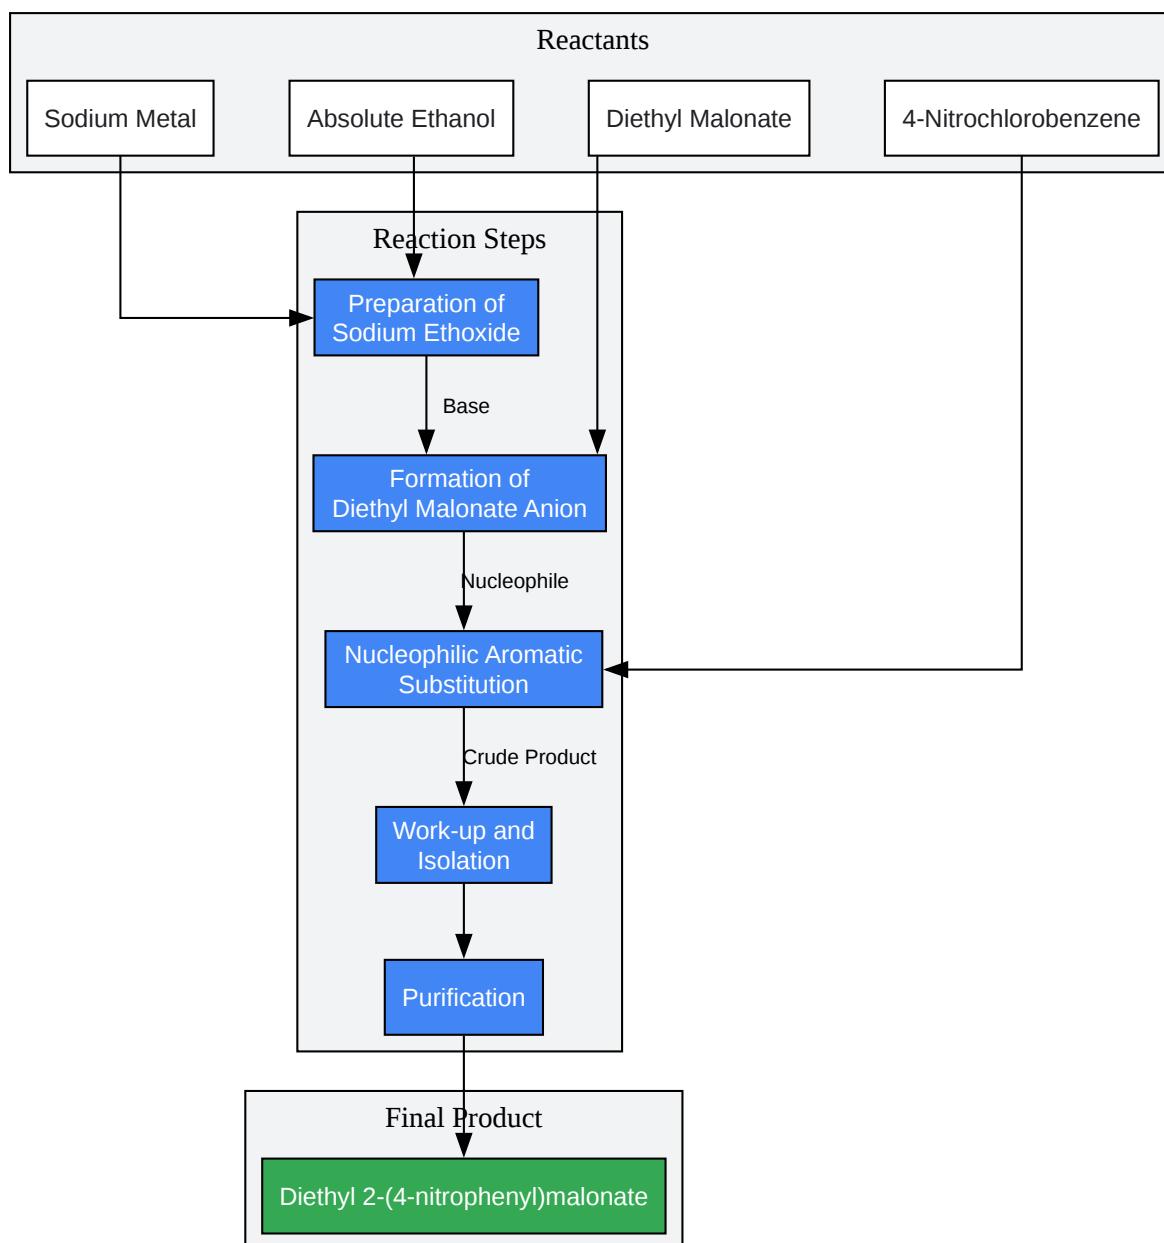 Reactants
Sodium Metal
Absolute Ethanol
Diethyl Malonate
4-Nitrochlorobenzene
Reaction Steps
Preparation of
Sodium Ethoxide
Base
Formation of
Diethyl Malonate Anion
Nucleophile
Nucleophilic Aromatic
Substitution
Crude Product
Work-up and
Isolation
Purification
Final Product
Diethyl 2-(4-nitrophenyl)malonate